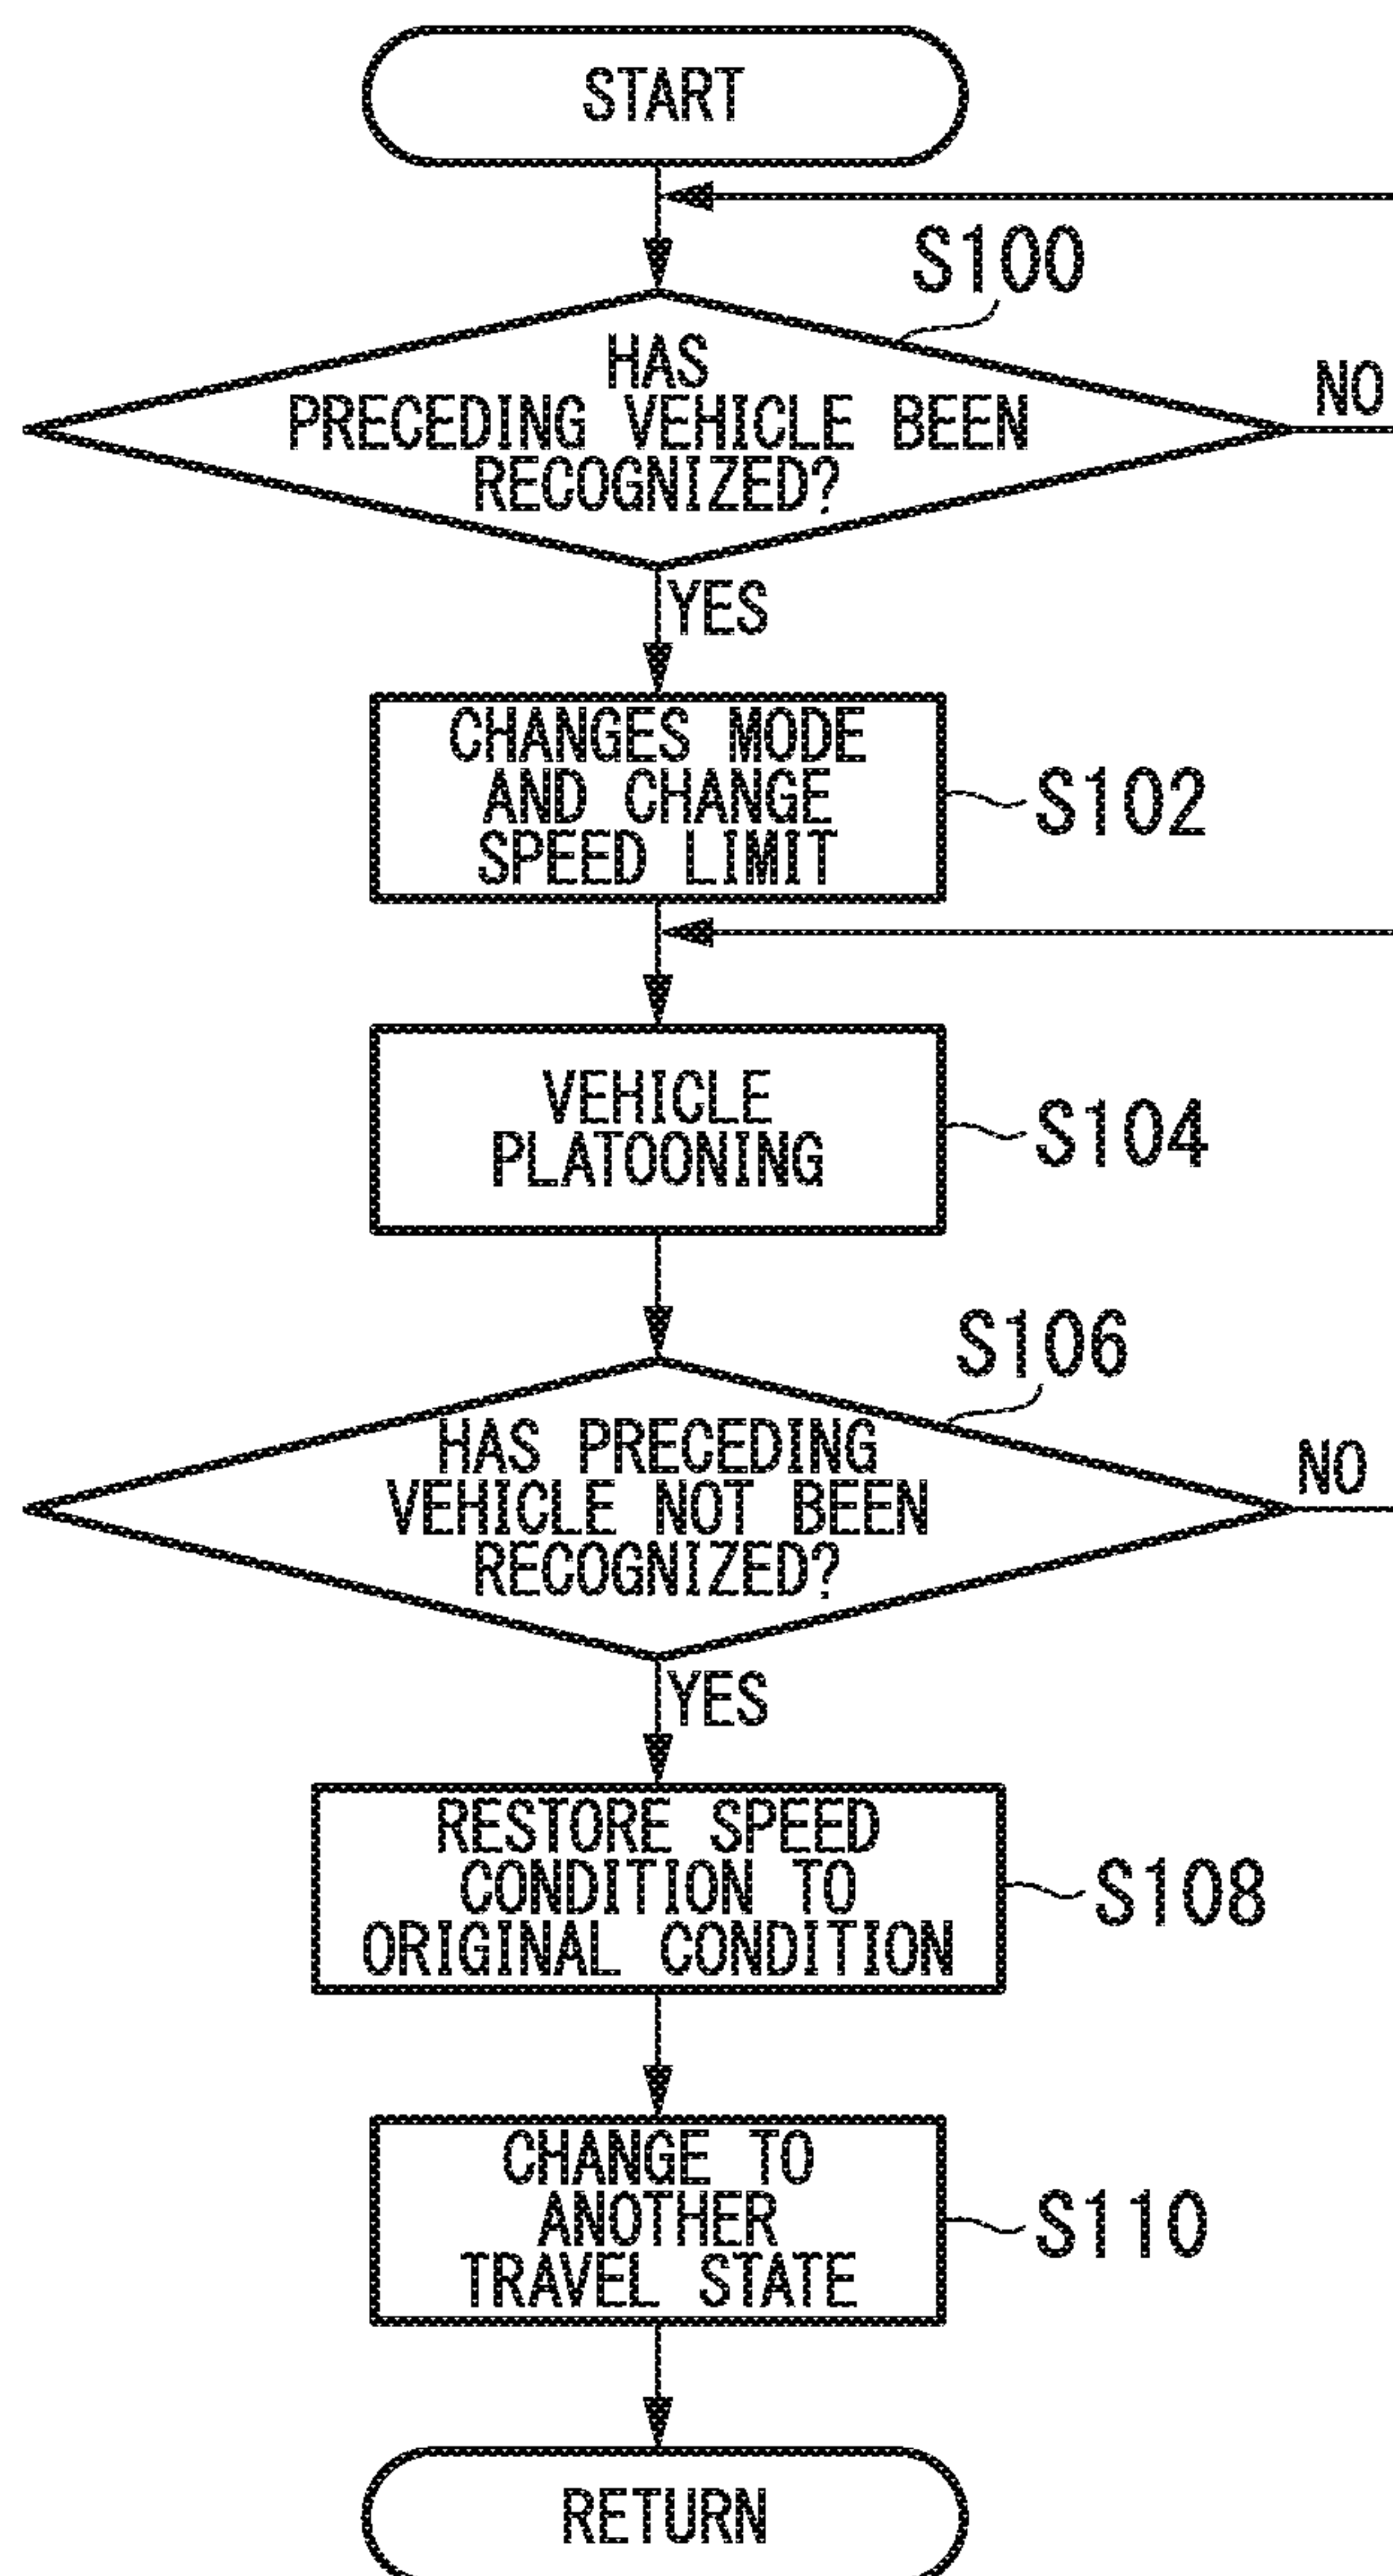 START
S100
HAS
PRECEDING VEHICLE BEEN
RECOGNIZED?
NO
YES
CHANGES MODE
AND CHANGE
SPEED LIMIT
S102
VEHICLE
PLATOONING
S104
S106
HAS PRECEDING
VEHICLE NOT BEEN
RECOGNIZED?
NO
YES
RESTORE SPEED
CONDITION TO
ORIGINAL CONDITION
S108
CHANGE TO
ANOTHER
TRAVEL STATE
S110
RETURN